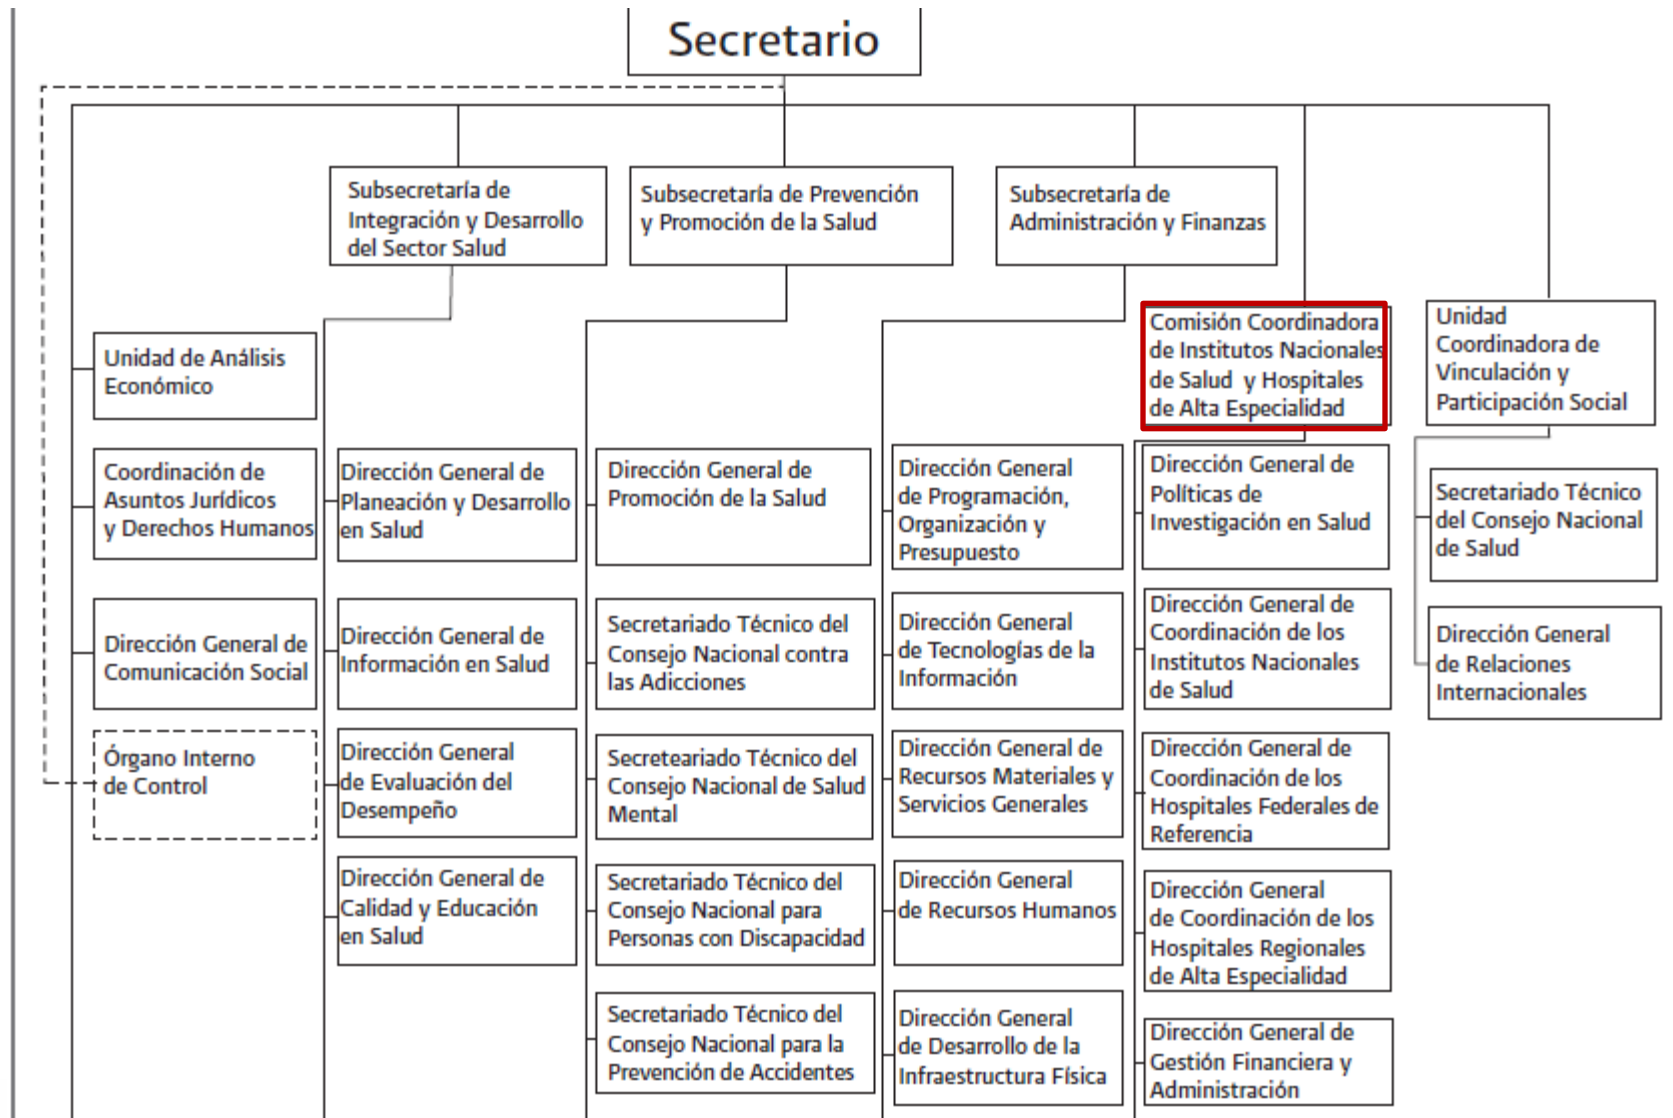 Secretario
Subsecretaría de
Integración y Desarrollo
del Sector Salud
Subsecretaría de Prevención
y Promoción de la Salud
Subsecretaría de
Administración y Finanzas
Comisión Coordinadora
de Institutos Nacionales
de Salud y Hospitales
de Alta Especialidad
Unidad
Coordinadora de
Vinculación y
Participación Social
Unidad de Análisis
Económico
Coordinación de
Asuntos Jurídicos
y Derechos Humanos
Dirección General de
Comunicación Social
Órgano Interno
de Control
Dirección General de
Planeación y Desarrollo
en Salud
Dirección General de
Información en Salud
Dirección General
de Evaluación del
Desempeño
Dirección General de
Calidad y Educación
en Salud
Dirección General de
Promoción de la Salud
Secretariado Técnico del
Consejo Nacional contra
las Adicciones
Secreteariado Técnico del
Consejo Nacional de Salud
Mental
Secretariado Técnico del
Consejo Nacional para
Personas con Discapacidad
Secretariado Técnico del
Consejo Nacional para la
Prevención de Accidentes
Dirección General
de Programación,
Organización y
Presupuesto
Dirección General
de Tecnologías de la
Información
Dirección General de
Recursos Materiales y
Servicios Generales
Dirección General
de Recursos Humanos
Dirección General
de Desarrollo de la
Infraestructura Física
Dirección General de
Políticas de
Investigación en Salud
Dirección General de
Coordinación de los
Institutos Nacionales
de Salud
Dirección General de
Coordinación de los
Hospitales Federales de
Referencia
Dirección General
de Coordinación de los
Hospitales Regionales
de Alta Especialidad
Dirección General de
Gestión Financiera y
Administración
Secretariado Técnico
del Consejo Nacional
de Salud
Dirección General
de Relaciones
Internacionales